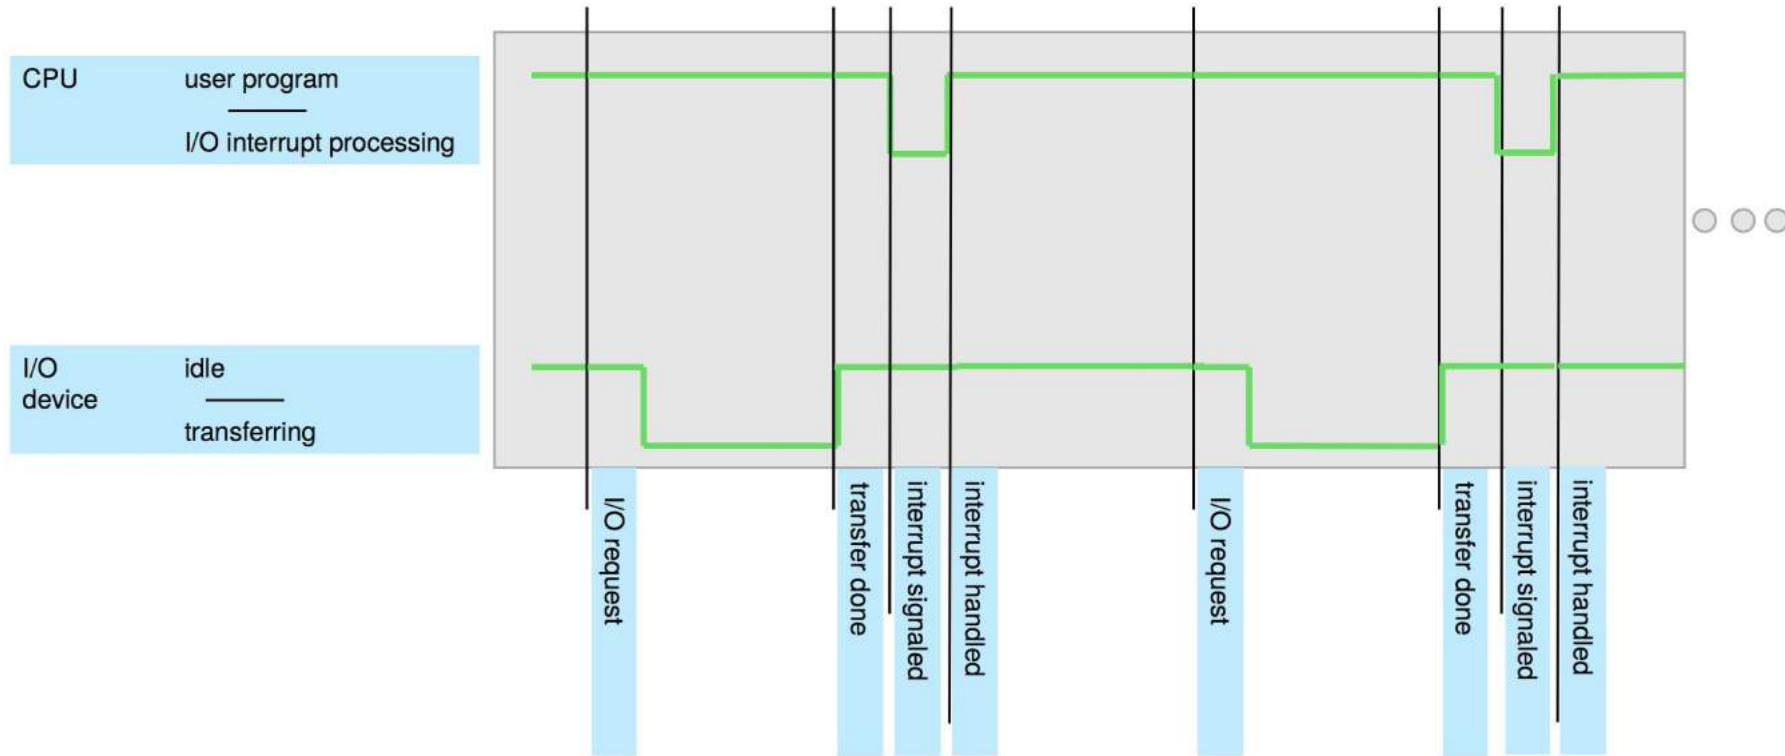 CPU
user program
I/O interrupt processing
I/O
device
idle
transferring
I/O request
transfer done
interrupt signaled
interrupt handled
I/O request
transfer done
interrupt signaled
interrupt handled